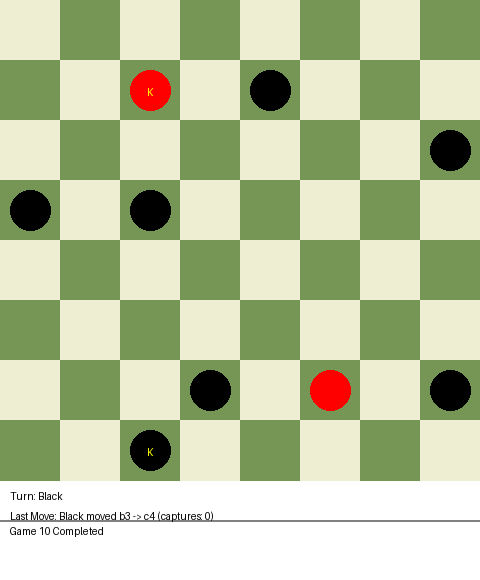 K
K
Turn: Black
Last Move: Black moved b3 -> c4 (captures: 0)
Game 10 Completed